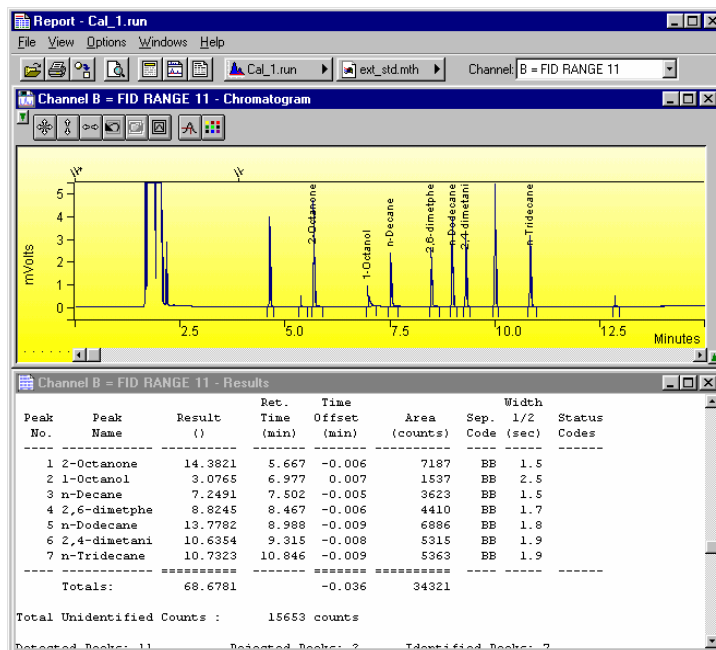 Report - Cal_1.run
File View Options Windows Help
Cal_1.run ext_std.mth Channel: B = FID RANGE 11
Channel B = FID RANGE 11 - Chromatogram
5
4
3
2
1
0
mVolts
2-Octanone
1-Octanol
n-Decane
2,6-dimetphe
n-Dodecane
2,4-dimetani
n-Tridecane
2.5 5.0 7.5 10.0 12.5
Minutes
Channel B = FID RANGE 11 - Results
Ret. Time Width
Peak Peak Result Time Offset Area Sep. 1/2 Status
No. Name () (min) (min) (counts) Code (sec) Codes
---- ------------ ---------- ------- ------- ---------- ---- ----- ------
1 2-Octanone 14.3821 5.667 -0.006 7187 BB 1.5
2 1-Octanol 3.0765 6.977 0.007 1537 BB 2.5
3 n-Decane 7.2491 7.502 -0.005 3623 BB 1.5
4 2,6-dimetphe 8.8245 8.467 -0.006 4410 BB 1.7
5 n-Dodecane 13.7782 8.988 -0.009 6886 BB 1.8
6 2,4-dimetani 10.6354 9.315 -0.008 5315 BB 1.9
7 n-Tridecane 10.7323 10.846 -0.009 5363 BB 1.9
---- ------------ ========== ------- ======= ========== ---- ----- ------
Totals: 68.6781 -0.036 34321
Total Unidentified Counts : 15653 counts
Detected Peaks: 11 Rejected Peaks: 2 Identified Peaks: 7